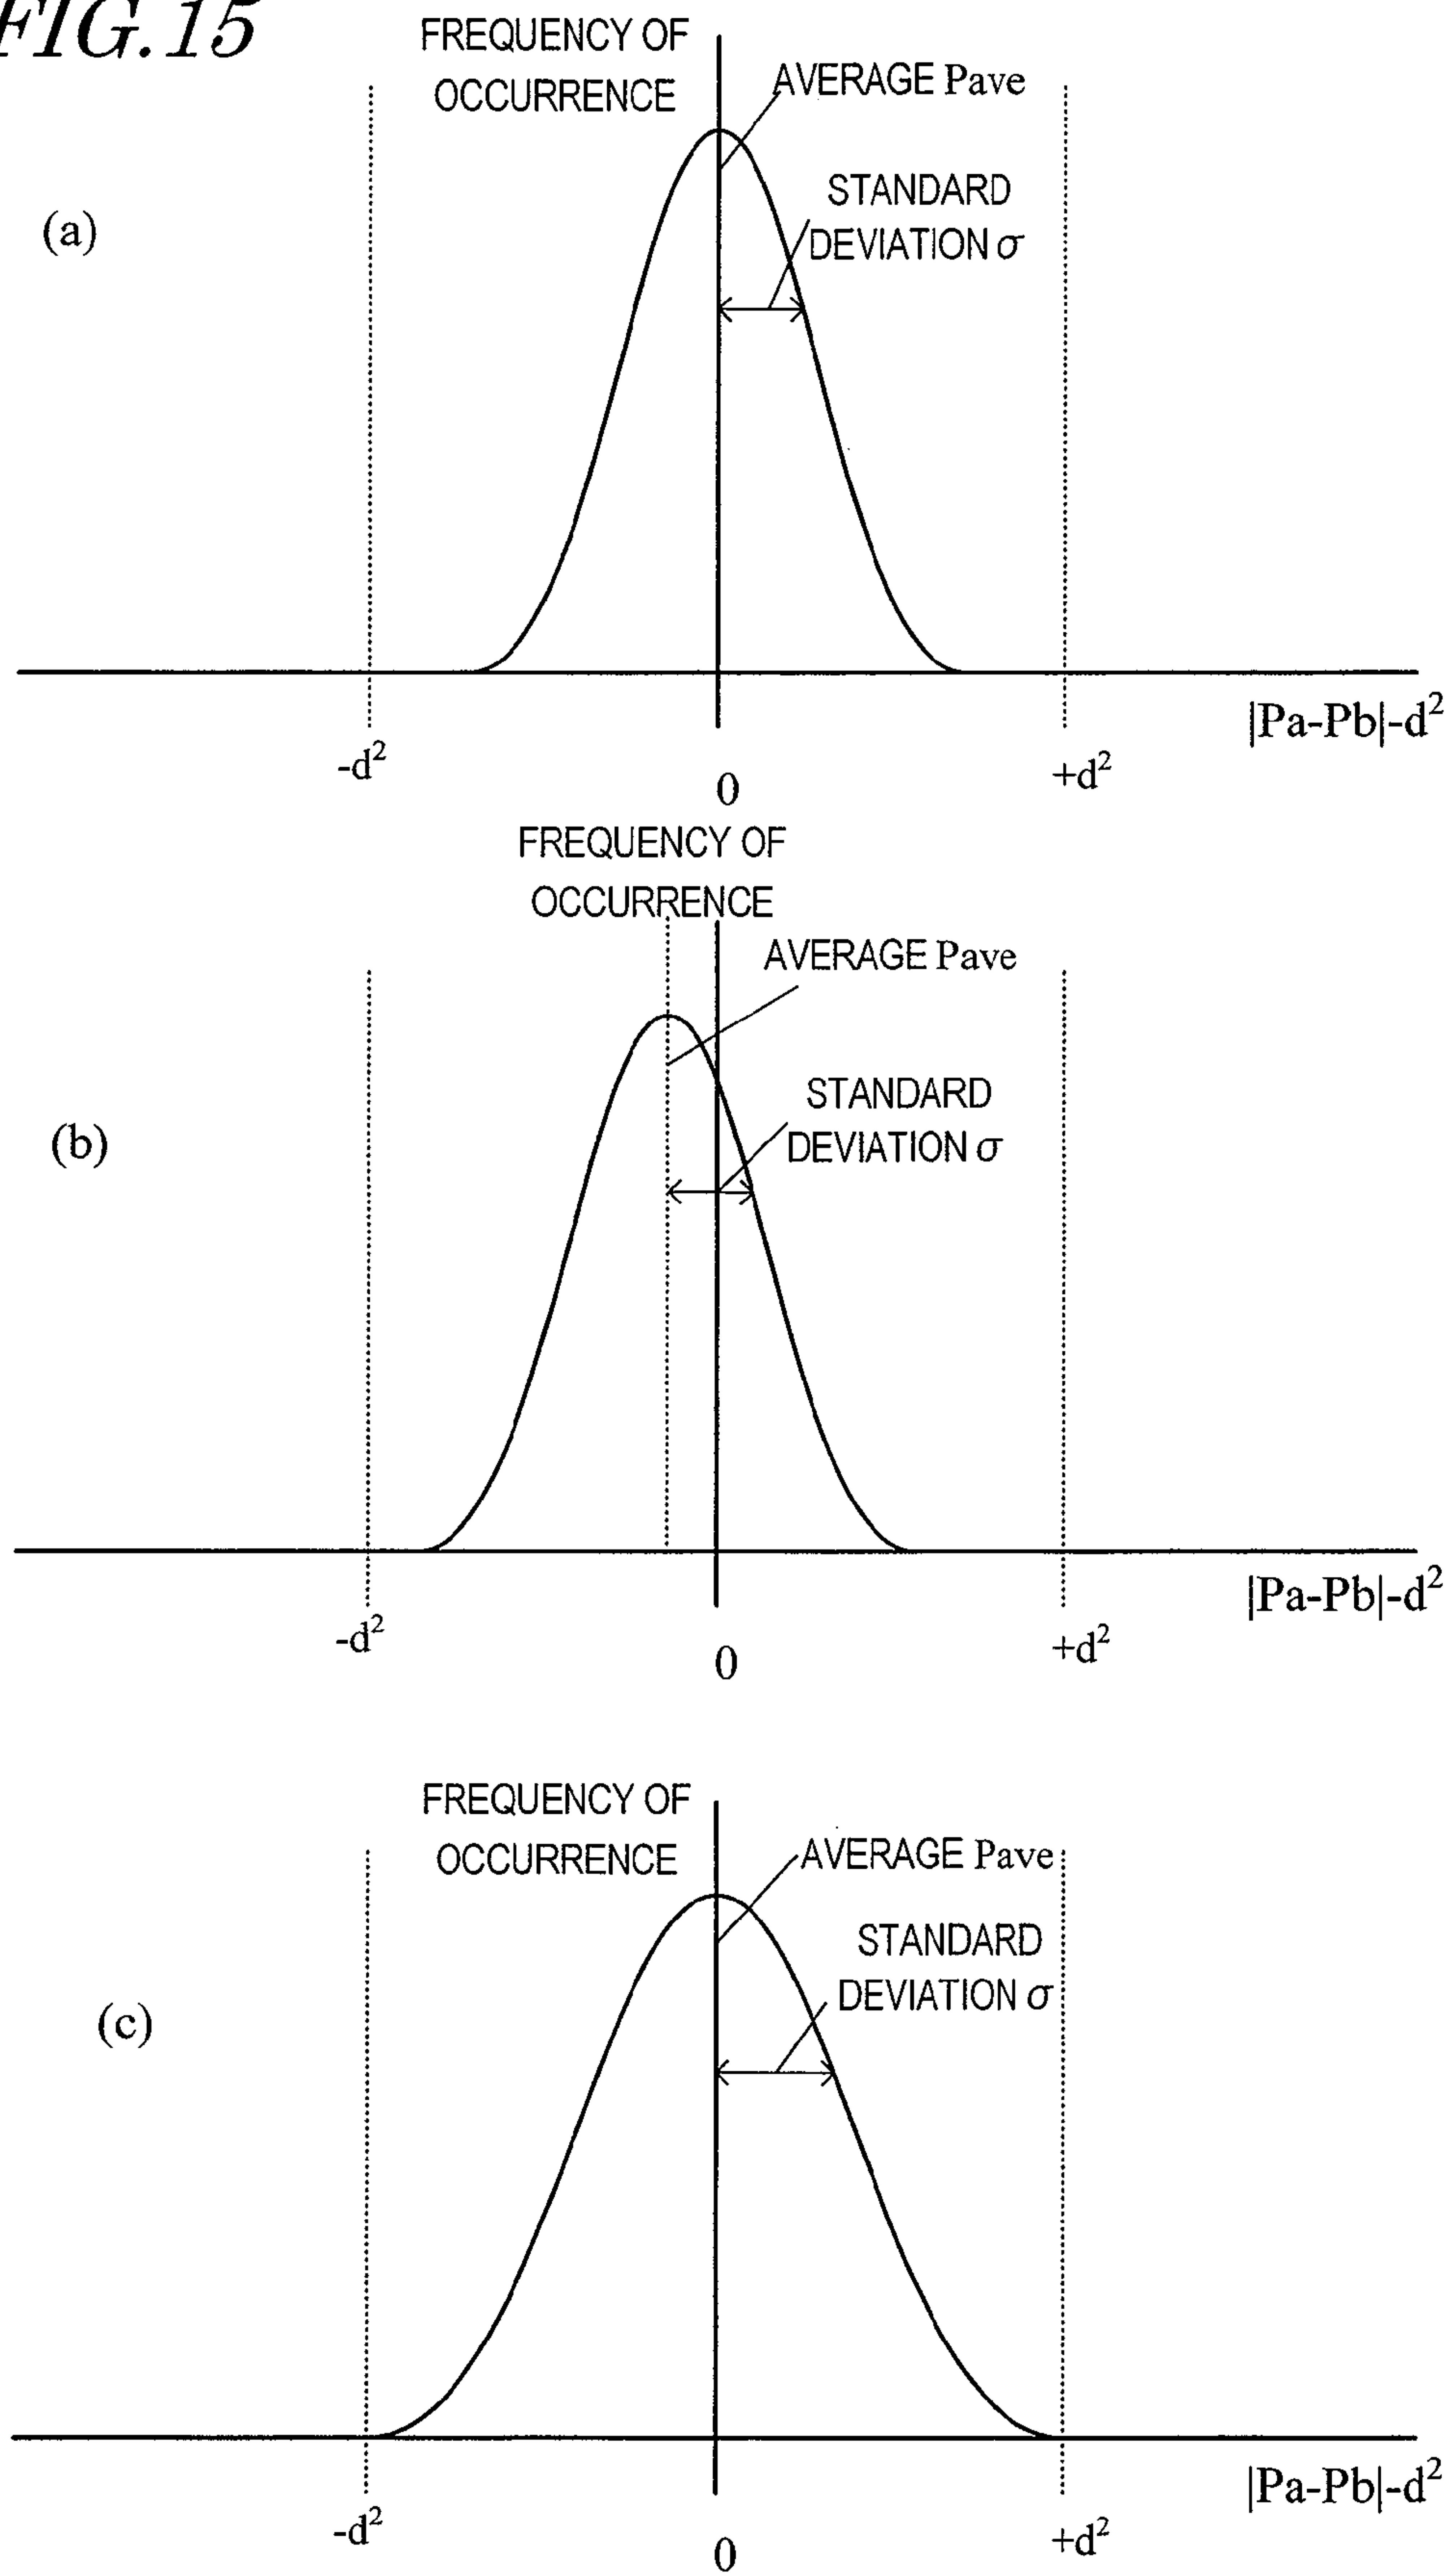 FIG.15
FREQUENCY OF
OCCURRENCE
AVERAGE Pave
STANDARD
DEVIATION σ
(a)
|Pa-Pb|-d²
-d²
0
+d²
FREQUENCY OF
OCCURRENCE
AVERAGE Pave
STANDARD
DEVIATION σ
(b)
|Pa-Pb|-d²
-d²
0
+d²
FREQUENCY OF
OCCURRENCE
AVERAGE Pave
STANDARD
DEVIATION σ
(c)
|Pa-Pb|-d²
-d²
0
+d²